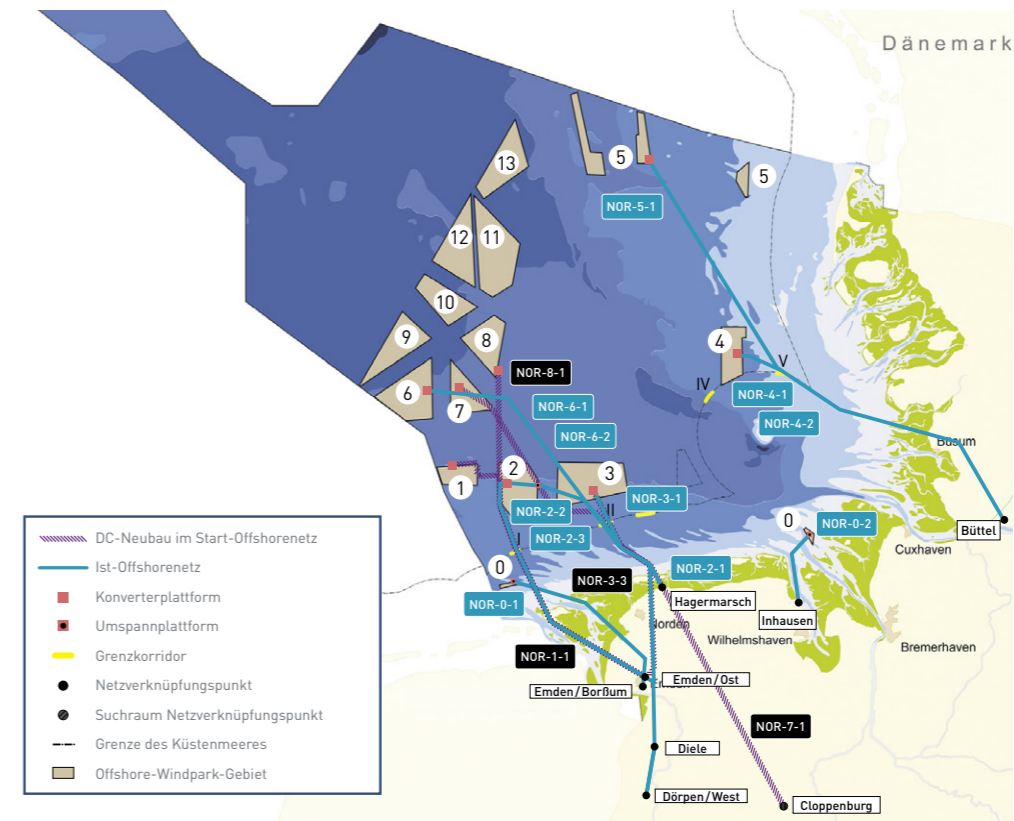 Dänemark
13
5
5
NOR-5-1
12
11
10
9
8
4
V
IV
NOR-8-1
NOR-4-1
6
7
NOR-6-1
NOR-4-2
NOR-6-2
Büsum
2
3
1
NOR-3-1
II
NOR-2-2
0
NOR-0-2
Büttel
I
NOR-2-3
Cuxhaven
0
NOR-3-3
NOR-2-1
NOR-0-1
Hagermarsch
Norden
Inhausen
Wilhelmshaven
Bremerhaven
NOR-1-1
Emden/Ost
Emden/Borßum
Emden
NOR-7-1
Diele
Dörpen/West
Cloppenburg
DC-Neubau im Start-Offshorenetz
Ist-Offshorenetz
Konverterplattform
Umspannplattform
Grenzkorridor
Netzverknüpfungspunkt
Suchraum Netzverknüpfungspunkt
Grenze des Küstenmeeres
Offshore-Windpark-Gebiet